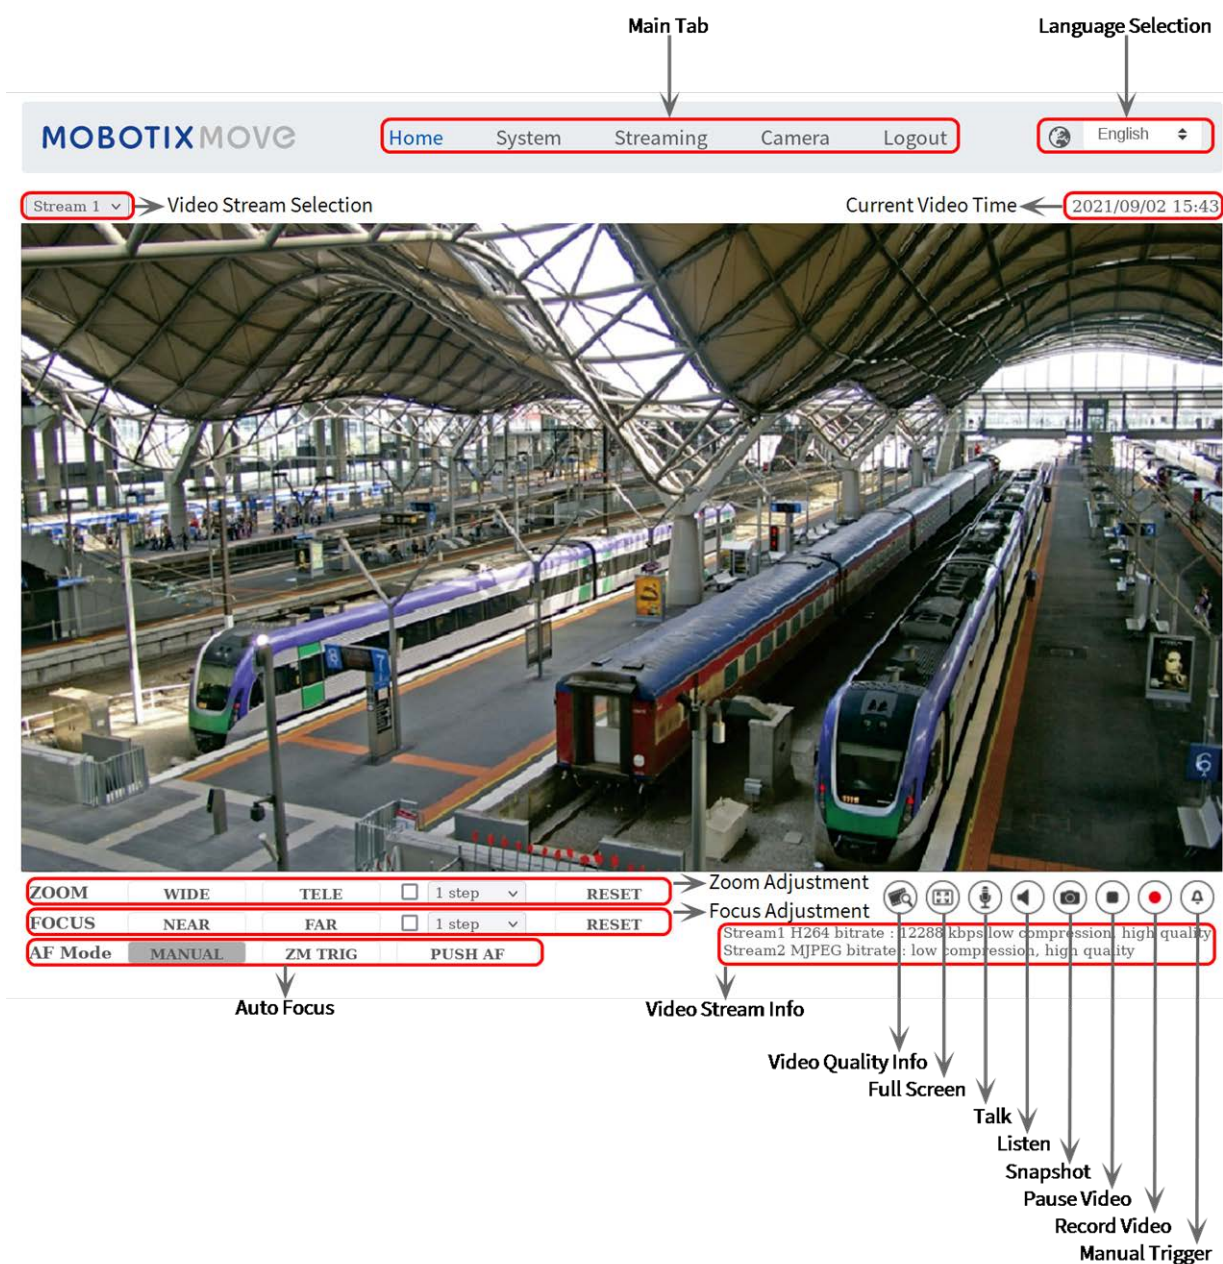 Main Tab
Language Selection
MOBOTIX MOVE
Home System Streaming Camera Logout
English
Stream 1
Video Stream Selection
Current Video Time
2021/09/02 15:43
8 7
1116
6
ZOOM WIDE TELE 1 step RESET
Zoom Adjustment
FOCUS NEAR FAR 1 step RESET
Focus Adjustment
AF Mode MANUAL ZM TRIG PUSH AF
Stream1 H264 bitrate : 12288 kbps low compression, high quality
Stream2 MJPEG bitrate : low compression, high quality
Auto Focus
Video Stream Info
Video Quality Info
Full Screen
Talk
Listen
Snapshot
Pause Video
Record Video
Manual Trigger